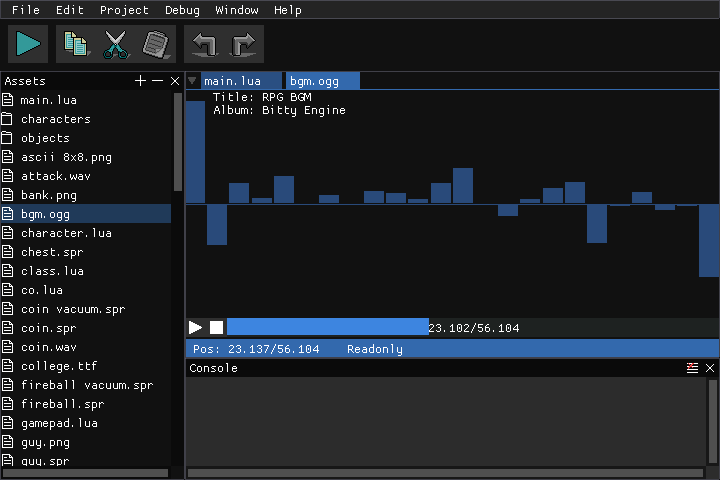 File Edit Project Debug Window Help
Assets
main.lua
characters
objects
ascii 8x8.png
attack.wav
bank.png
bgm.ogg
character.lua
chest.spr
class.lua
co.lua
coin vacuum.spr
coin.spr
coin.wav
college.ttf
fireball vacuum.spr
fireball.spr
gamepad.lua
guy.png
guy.spr
main.lua bgm.ogg
Title: RPG BGM
Album: Bitty Engine
23.102/56.104
Pos: 23.137/56.104 Readonly
Console